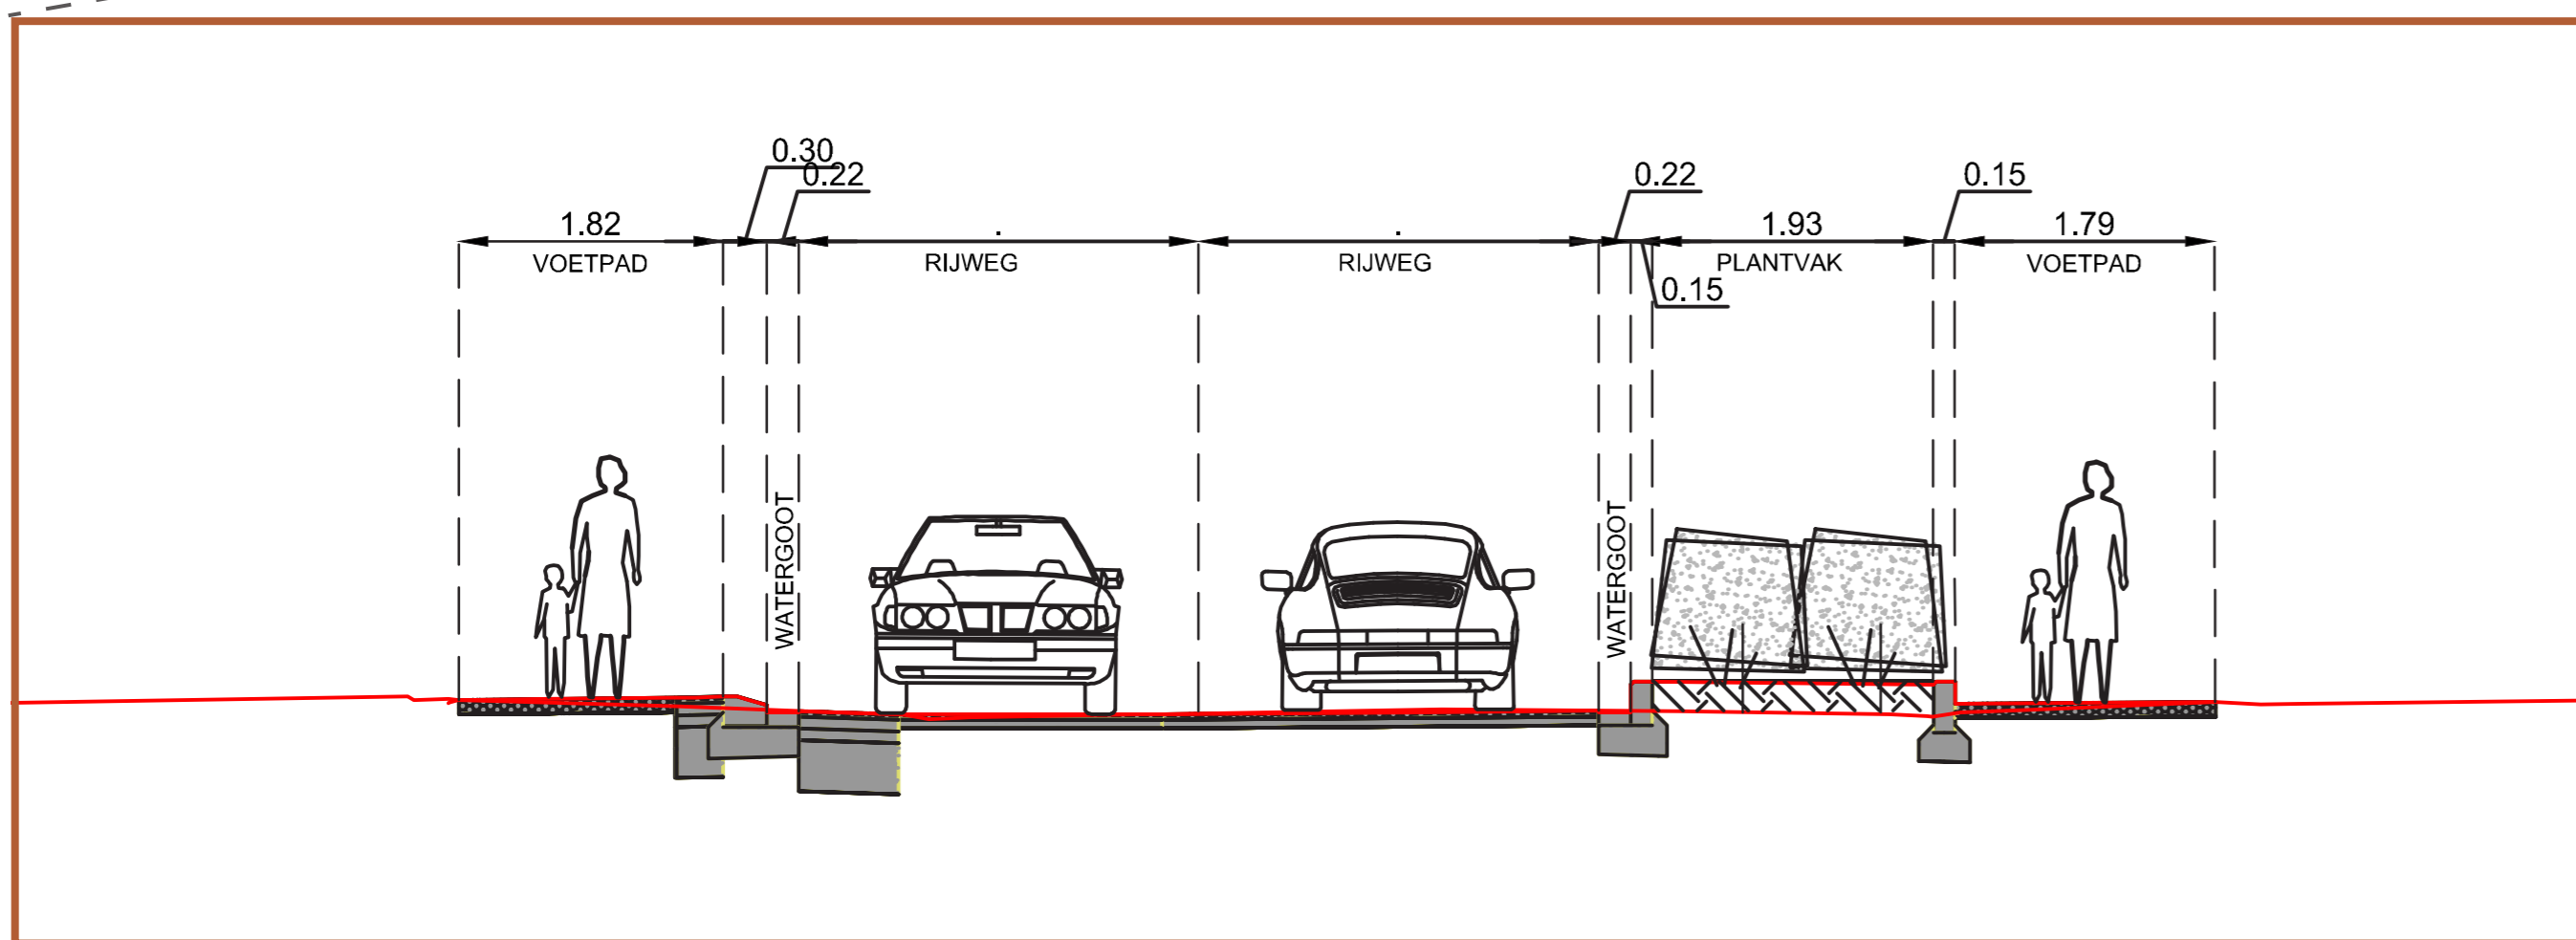 0.30
0.22
0.22
0.15
1.82
.
.
1.93
1.79
VOETPAD
RIJWEG
RIJWEG
PLANTVAK
VOETPAD
0.15
WATERGOOT
WATERGOOT